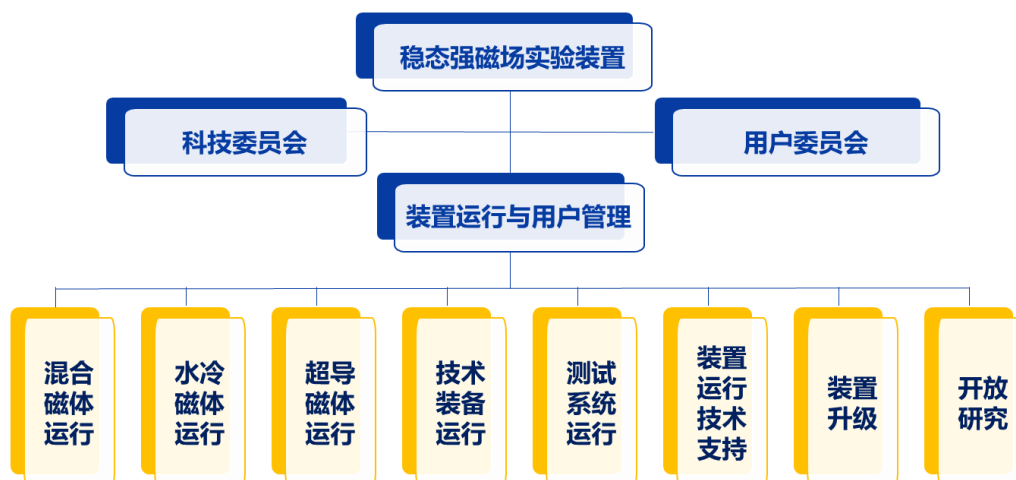 稳态强磁场实验装置
科技委员会
用户委员会
装置运行与用户管理
混合
磁体
运行
水冷
磁体
运行
超导
磁体
运行
技术
装备
运行
测试
系统
运行
装置
运行
技术
支持
装置
升级
开放
研究